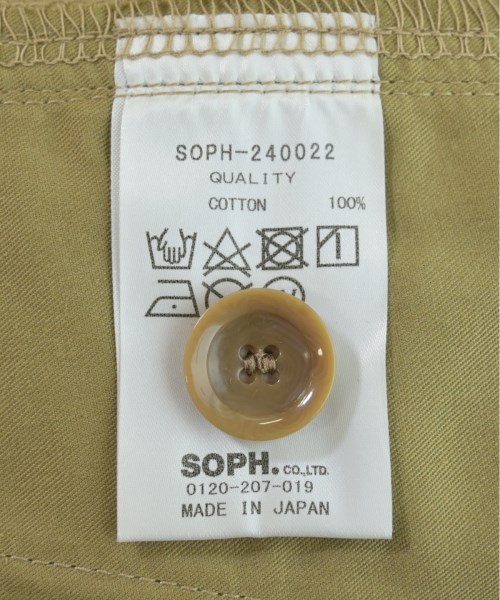 SOPH-240022
QUALITY
COTTON 100%
SOPH. CO.,LTD.
0120-207-019
MADE IN JAPAN